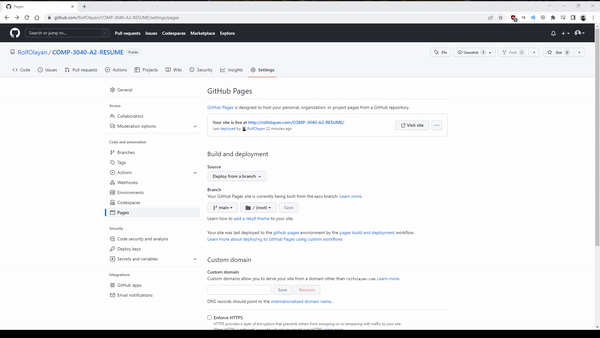 Pages
github.com/RolfOlayan/COMP-3040-A2-RESUME/settings/pages
Search or jump to...
Pull requests Issues Codespaces Marketplace Explore
RolfOlayan / COMP-3040-A2-RESUME Public
Pin Unwatch 1 Fork 0 Star 0
Code Issues Pull requests Actions Projects Wiki Security Insights Settings
General
Access
Collaborators
Moderation options
Code and automation
Branches
Tags
Actions
Webhooks
Environments
Codespaces
Pages
Security
Code security and analysis
Deploy keys
Secrets and variables
Integrations
GitHub apps
Email notifications
GitHub Pages
GitHub Pages is designed to host your personal, organization, or project pages from a GitHub repository.
Your site is live at http://rolfolayan.com/COMP-3040-A2-RESUME/
Last deployed by RolfOlayan 22 minutes ago
Visit site
Build and deployment
Source
Deploy from a branch
Branch
Your GitHub Pages site is currently being built from the main branch. Learn more.
main / (root) Save
Learn how to add a Jekyll theme to your site.
Your site was last deployed to the github-pages environment by the pages build and deployment workflow.
Learn more about deploying to GitHub Pages using custom workflows
Custom domain
Custom domain
Custom domains allow you to serve your site from a domain other than rolfolayan.com. Learn more.
Save Remove
DNS records should point to the internationalized domain name.
Enforce HTTPS
HTTPS provides a layer of encryption that prevents others from snooping on or tampering with traffic to your site.